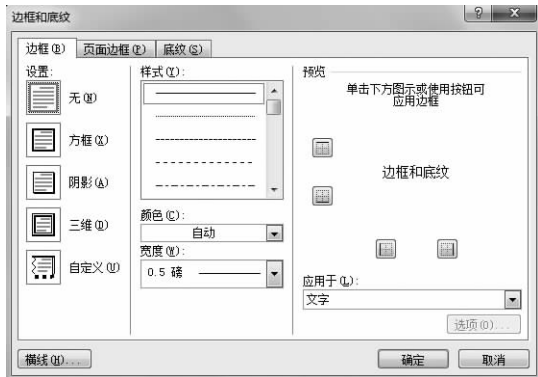 边框和底纹
边框(B) 页面边框(P) 底纹(S)
设置:
无(N)
方框(X)
阴影(A)
三维(D)
自定义(U)
样式(Y):
颜色(C):
自动
宽度(W):
0.5 磅
预览
单击下方图示或使用按钮可
应用边框
边框和底纹
应用于(L):
文字
选项(O)...
横线(H)...
确定
取消